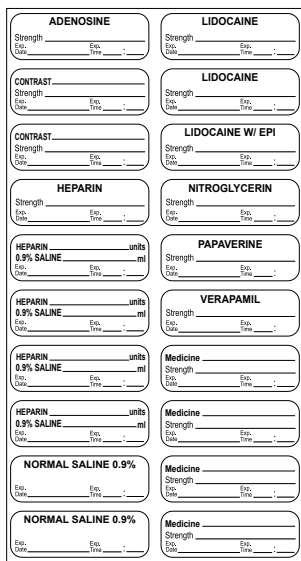 ADENOSINE
Strength
Exp. Date Exp. Time :
CONTRAST
Strength
Exp. Date Exp. Time :
CONTRAST
Strength
Exp. Date Exp. Time :
HEPARIN
Strength
Exp. Date Exp. Time :
HEPARIN units
0.9% SALINE ml
Exp. Date Exp. Time :
HEPARIN units
0.9% SALINE ml
Exp. Date Exp. Time :
HEPARIN units
0.9% SALINE ml
Exp. Date Exp. Time :
HEPARIN units
0.9% SALINE ml
Exp. Date Exp. Time :
NORMAL SALINE 0.9%
Exp. Date Exp. Time :
NORMAL SALINE 0.9%
Exp. Date Exp. Time :
LIDOCAINE
Strength
Exp. Date Exp. Time :
LIDOCAINE
Strength
Exp. Date Exp. Time :
LIDOCAINE W/ EPI
Strength
Exp. Date Exp. Time :
NITROGLYCERIN
Strength
Exp. Date Exp. Time :
PAPAVERINE
Strength
Exp. Date Exp. Time :
VERAPAMIL
Strength
Exp. Date Exp. Time :
Medicine
Strength
Exp. Date Exp. Time :
Medicine
Strength
Exp. Date Exp. Time :
Medicine
Strength
Exp. Date Exp. Time :
Medicine
Strength
Exp. Date Exp. Time :